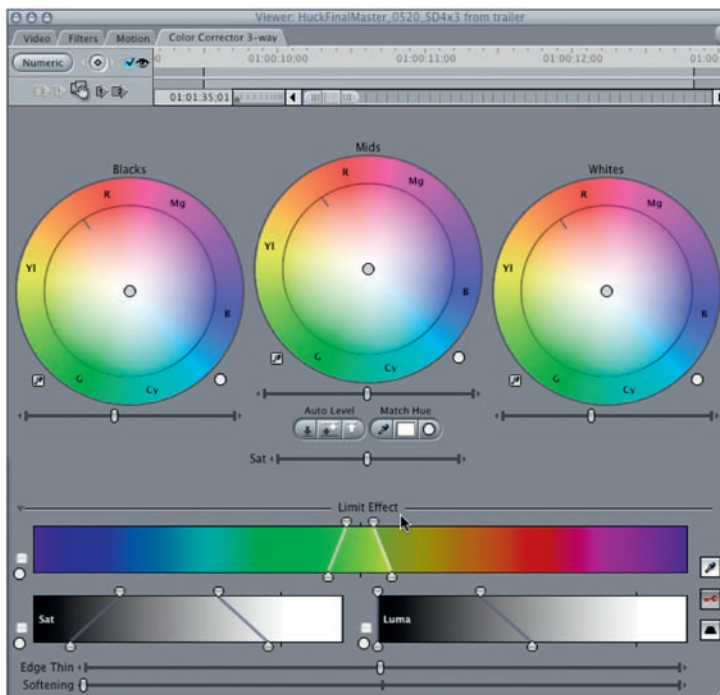 Viewer: HuckFinalMaster_0520_SD4x3 from trailer
Video Filters Motion Color Corrector 3-way
Numeric
01:00:10;00 01:00:11;00 01:00:12;00
01:01:35;01
Mids
Blacks
Whites
R Mg B Cy G Yl
R Mg B Cy G Yl
R Mg B Cy G Yl
Auto Level Match Hue
Sat
Limit Effect
Sat
Luma
Edge Thin
Softening